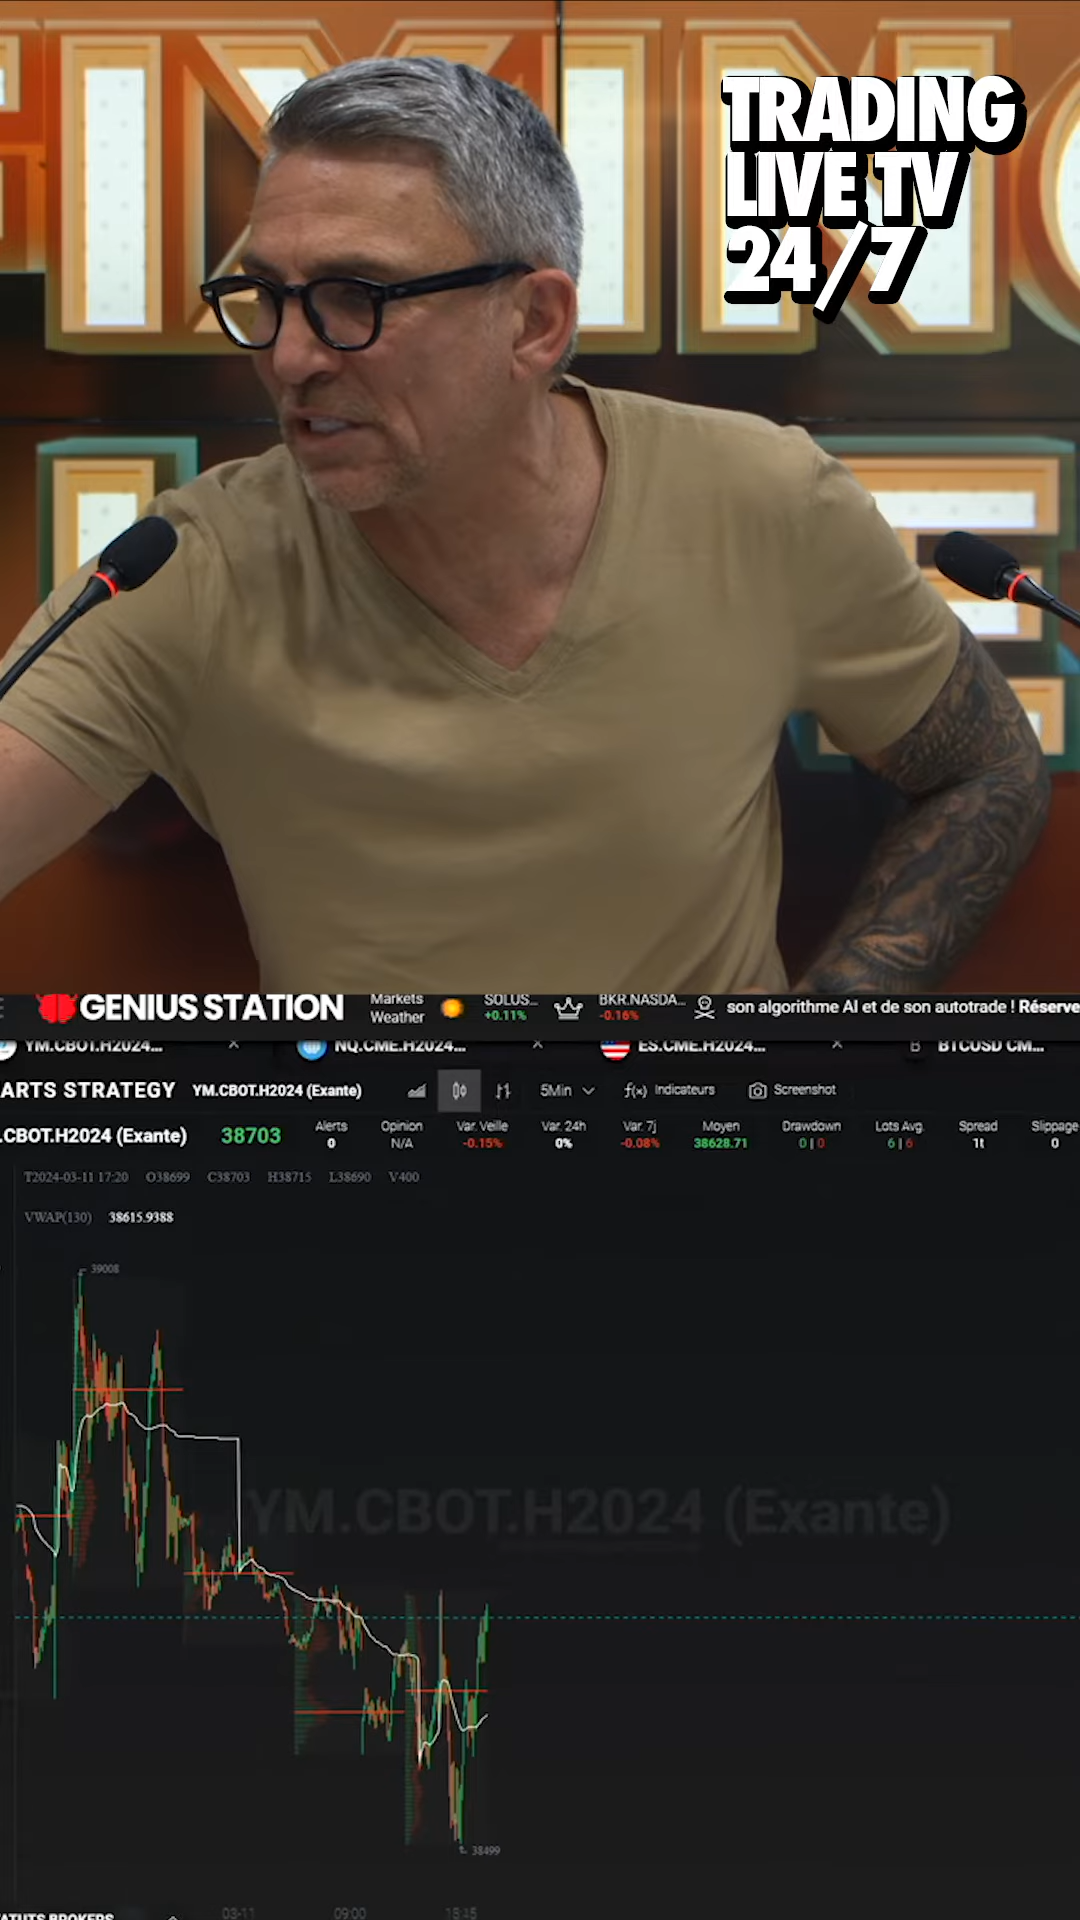 TRADING
LIVE TV
24/7
GENIUS STATION
Markets
Weather
SOLUS...
+0.11%
BKR.NASDA...
-0.16%
son algorithme AI et de son autotrade ! Réserve
YM.CBOT.H2024...
NQ.CME.H2024...
ES.CME.H2024...
BTCUSD CM...
ARTS STRATEGY
YM.CBOT.H2024 (Exante)
5Min
f(x) Indicateurs
Screenshot
.CBOT.H2024 (Exante)
38703
Alerts
0
Opinion
N/A
Var. Veille
-0.15%
Var. 24h
0%
Var. 7j
-0.08%
Moyen
38628.71
Drawdown
0 | 0
Lots Avg.
6 | 6
Spread
1t
Slippage
0
T2024-03-11 17:20 O38699 C38703 H38715 L38690 V400
VWAP(130) 38615.9388
39008
YM.CBOT.H2024 (Exante)
38499
03-11
09:00
15:45